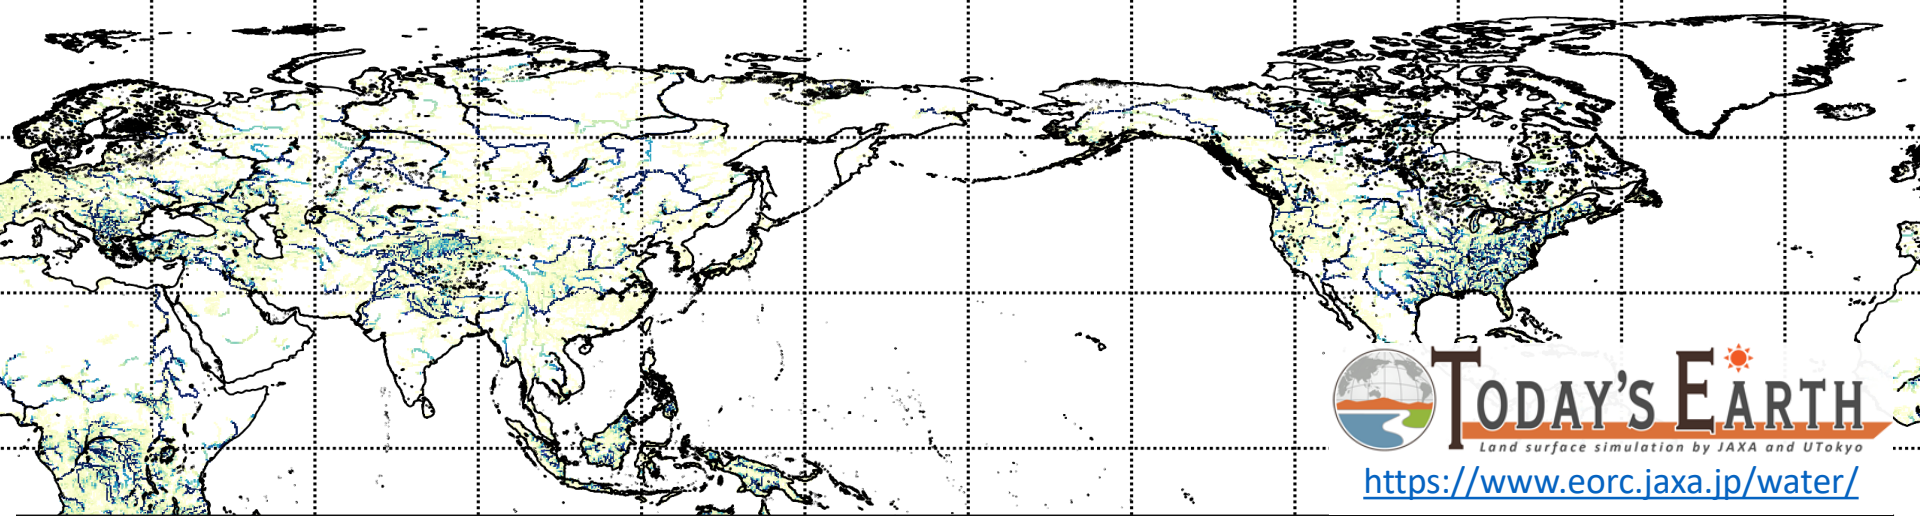 TODAY'S EARTH
Land surface simulation by JAXA and UTokyo
https://www.eorc.jaxa.jp/water/